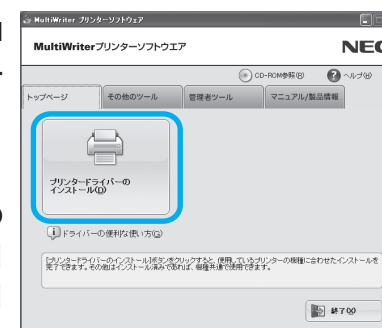 MultiWriter プリンターソフトウェア
MultiWriterプリンターソフトウエア
NEC
CD-ROM参照(B)
ヘルプ(H)
トップページ
その他のツール
管理者ツール
マニュアル/製品情報
プリンタードライバーの
インストール(D)
ドライバーの便利な使い方(G)
[プリンタードライバーのインストール]ボタンをクリックすると、使用しているプリンターの機種に合わせたインストールを
完了できます。その他はインストール済みであれば、機種共通で使用できます。
終了(X)